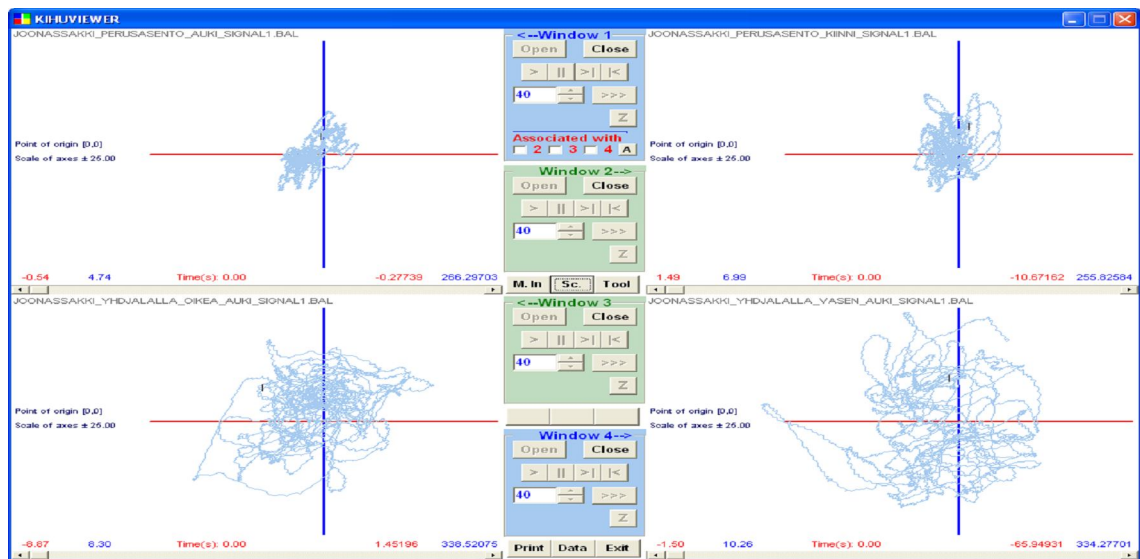 KIHUVIEWER
JOONASSAKKI_PERUSASENTO_AUKI_SIGNAL1.BAL
Point of origin [0,0]
Scale of axes ± 25.00
-0.54 4.74 Time(s): 0.00 -0.27739 266.29703
<--Window 1
Open Close
> || >| |<
40 >>>
Z
Associated with
2 3 4 A
Window 2-->
Open Close
> || >| |<
40 >>>
Z
M. In Sc. Tool
JOONASSAKKI_PERUSASENTO_KIINNI_SIGNAL1.BAL
Point of origin [0,0]
Scale of axes ± 25.00
1.49 6.99 Time(s): 0.00 -10.67162 255.82584
JOONASSAKKI_YHDJALALLA_OIKEA_AUKI_SIGNAL1.BAL
Point of origin [0,0]
Scale of axes ± 25.00
-8.87 8.30 Time(s): 0.00 1.45196 338.52075
<--Window 3
Open Close
> || >| |<
40 >>>
Z
Window 4-->
Open Close
> || >| |<
40 >>>
Z
Print Data Exit
JOONASSAKKI_YHDJALALLA_VASEN_AUKI_SIGNAL1.BAL
Point of origin [0,0]
Scale of axes ± 25.00
-1.50 10.26 Time(s): 0.00 -65.94931 334.27701